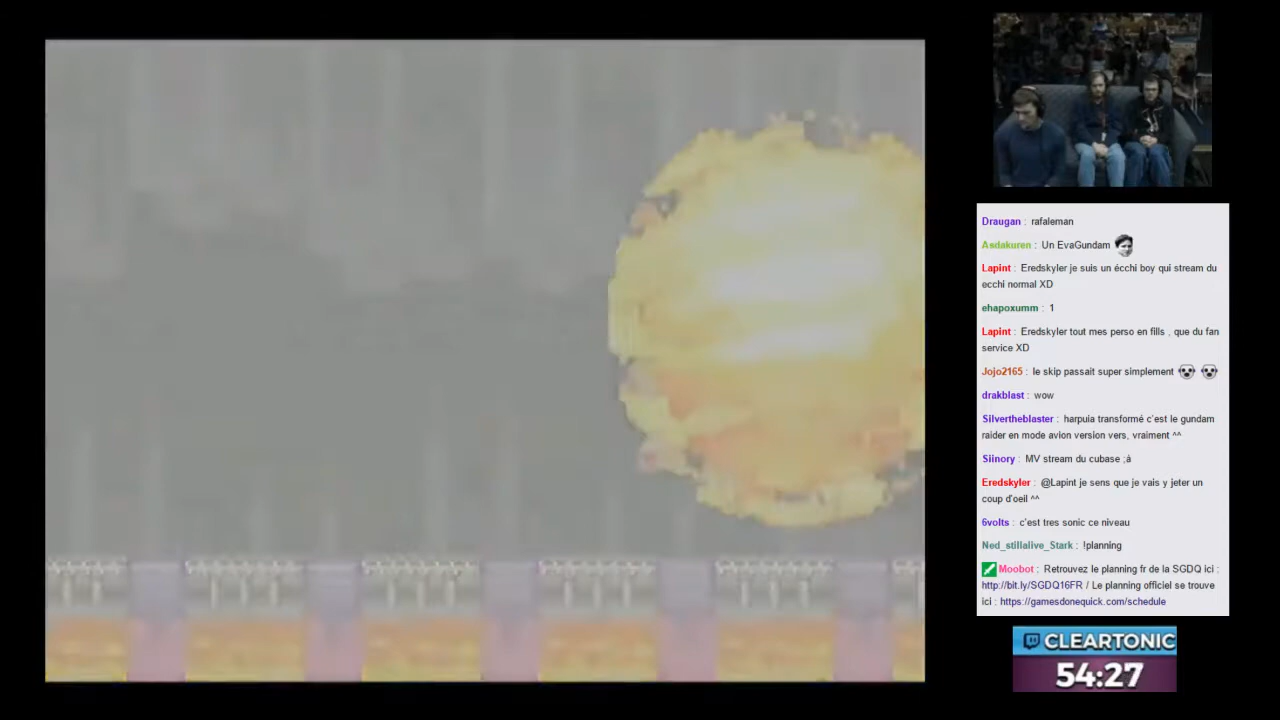 Draugan : rafaleman
Asdakuren : Un EvaGundam
Lapint : Eredskyler je suis un écchi boy qui stream du
ecchi normal XD
ehapoxumm : 1
Lapint : Eredskyler tout mes perso en fills , que du fan
service XD
Jojo2165 : le skip passait super simplement
drakblast : wow
Silvertheblaster : harpuia transformé c'est le gundam
raider en mode avion version vers, vraiment ^^
Siinory : MV stream du cubase ;à
Eredskyler : @Lapint je sens que je vais y jeter un
coup d'oeil ^^
6volts : c'est tres sonic ce niveau
Ned_stillalive_Stark : !planning
Moobot : Retrouvez le planning fr de la SGDQ ici :
http://bit.ly/SGDQ16FR / Le planning officiel se trouve
ici : https://gamesdonequick.com/schedule
CLEARTONIC
54:27